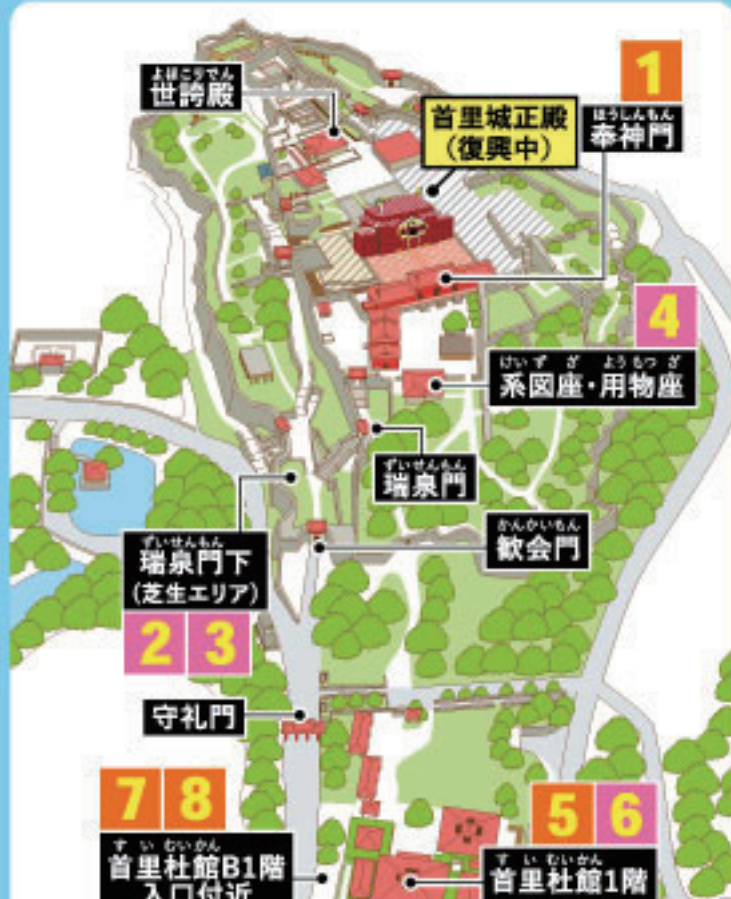 よほこりでん
世誇殿
首里城正殿
（復興中）
1
ほうしんもん
奉神門
4
けいずざ ようもつざ
系図座・用物座
ずいせんもん
瑞泉門
かんかいもん
歓会門
ずいせんもん
瑞泉門下
（芝生エリア）
2 3
守礼門
7 8
すいむいかん
首里杜館B1階
入口付近
5 6
すいむいかん
首里杜館1階